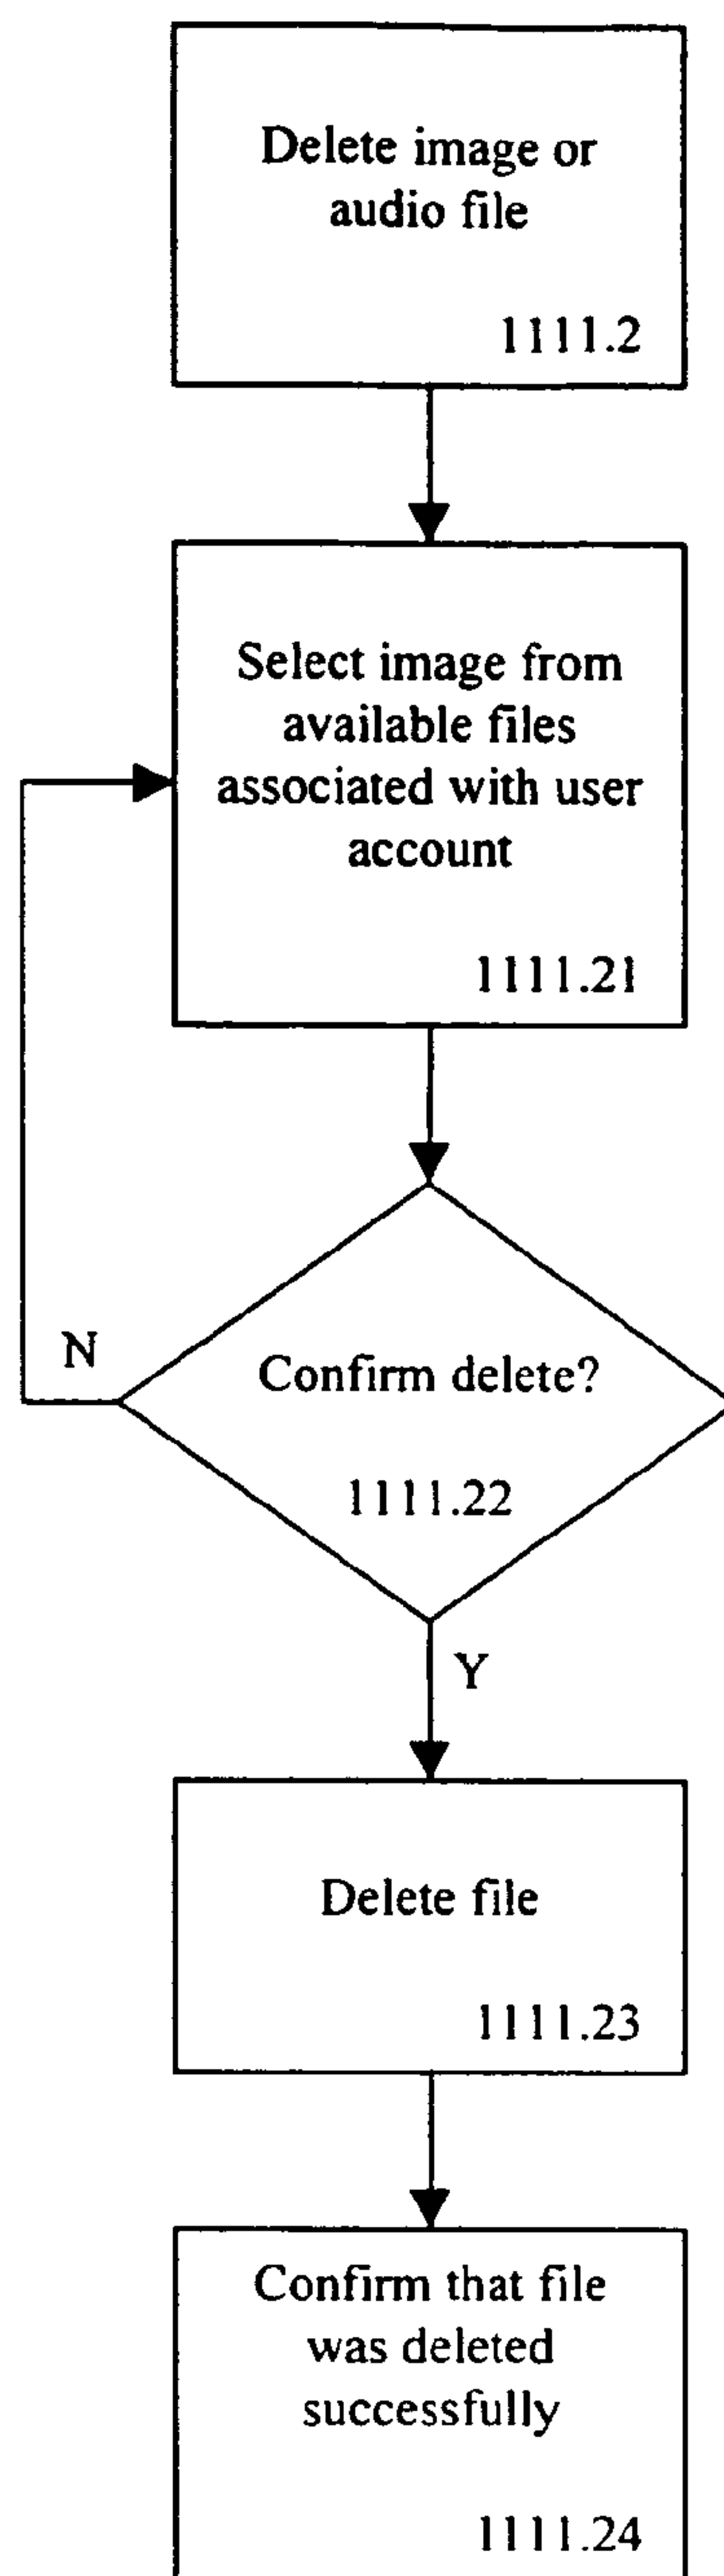 Delete image or
audio file
1111.2
Select image from
available files
associated with user
account
1111.21
N
Confirm delete?
1111.22
Y
Delete file
1111.23
Confirm that file
was deleted
successfully
1111.24